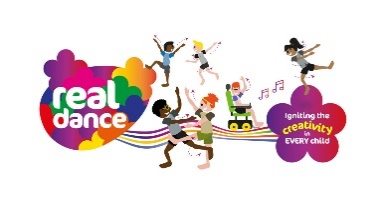 real
dance
Igniting the
creativity
in
EVERY child